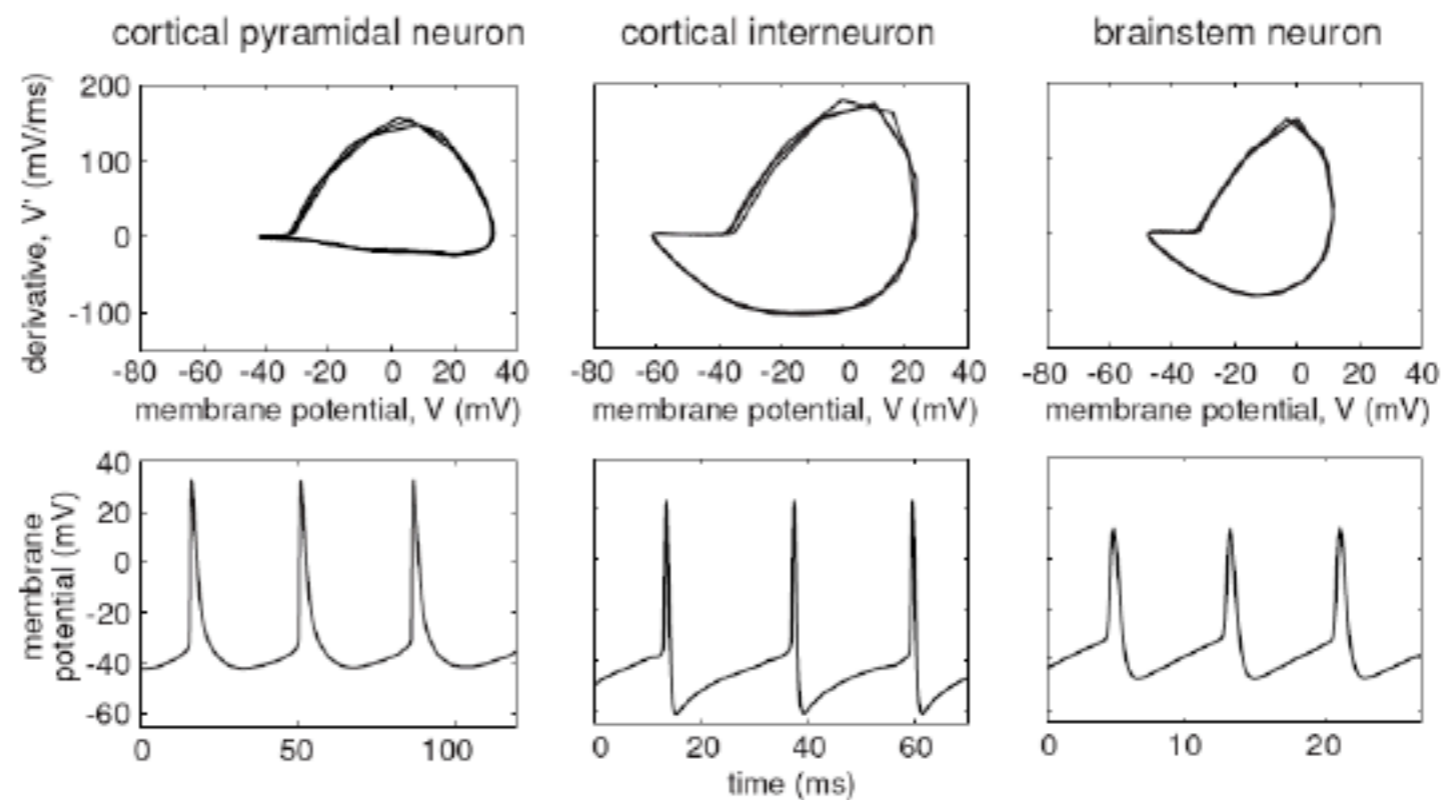 cortical pyramidal neuron
cortical interneuron
brainstem neuron
derivative, V' (mV/ms)
200
100
0
-100
-80 -60 -40 -20 0 20 40
-80 -60 -40 -20 0 20 40
-80 -60 -40 -20 0 20 40
membrane potential, V (mV)
membrane potential, V (mV)
membrane potential, V (mV)
membrane
potential (mV)
40
20
0
-20
-40
-60
0 50 100
0 20 40 60
0 10 20
time (ms)